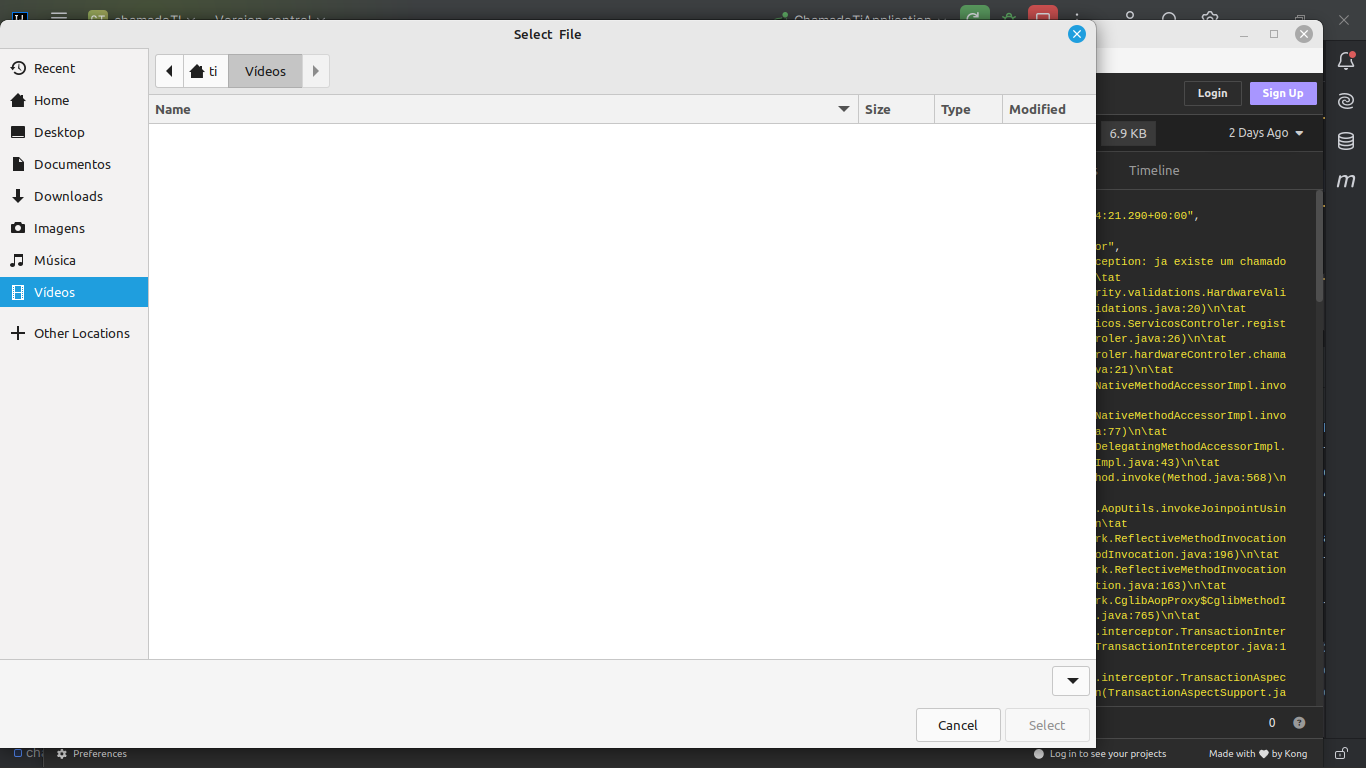 chamadoTI Version control ChamadoTiApplication
Select File
Recent
Home
Desktop
Documentos
Downloads
Imagens
Música
Vídeos
Other Locations
ti Vídeos
Name Size Type Modified
Cancel Select
Login Sign Up
6.9 KB 2 Days Ago
Timeline
4:21.290+00:00",
or",
ception: ja existe um chamado
\tat
rity.validations.HardwareVali
idations.java:20)\n\tat
icos.ServicosControler.regist
roler.java:26)\n\tat
roler.hardwareControler.chama
va:21)\n\tat
NativeMethodAccessorImpl.invo
NativeMethodAccessorImpl.invo
a:77)\n\tat
DelegatingMethodAccessorImpl.
Impl.java:43)\n\tat
hod.invoke(Method.java:568)\n
.AopUtils.invokeJoinpointUsin
n\tat
rk.ReflectiveMethodInvocation
odInvocation.java:196)\n\tat
rk.ReflectiveMethodInvocation
tion.java:163)\n\tat
rk.CglibAopProxy$CglibMethodI
.java:765)\n\tat
.interceptor.TransactionInter
TransactionInterceptor.java:1
.interceptor.TransactionAspec
n(TransactionAspectSupport.ja
0
Preferences Log in to see your projects Made with by Kong